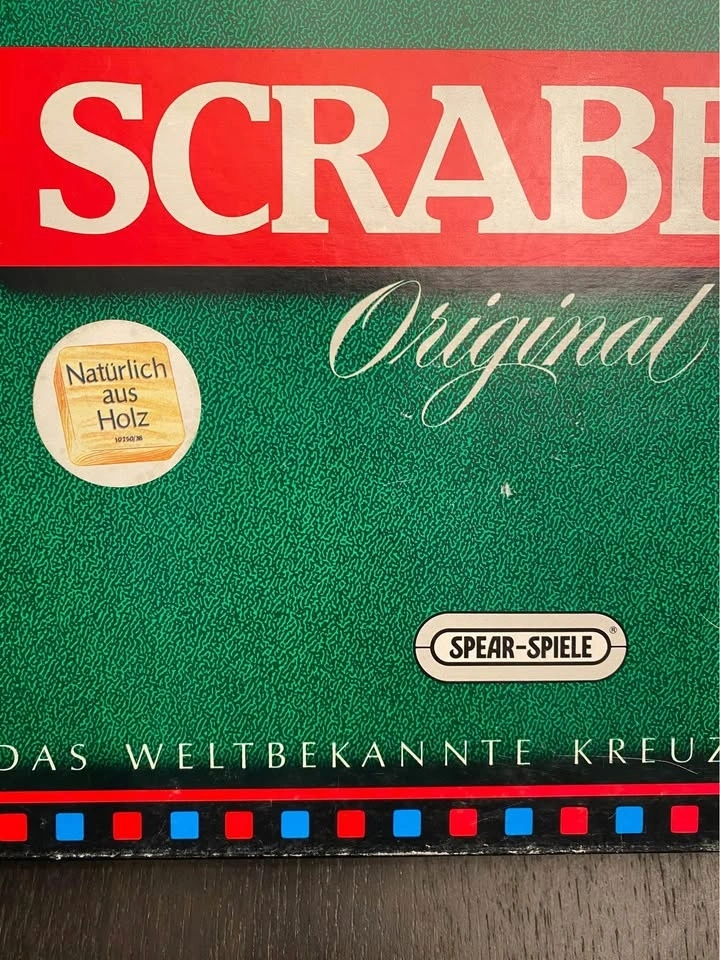 SCRABB
Original
Natürlich
aus
Holz
SPEAR-SPIELE®
DAS WELTBEKANNTE KREUZ